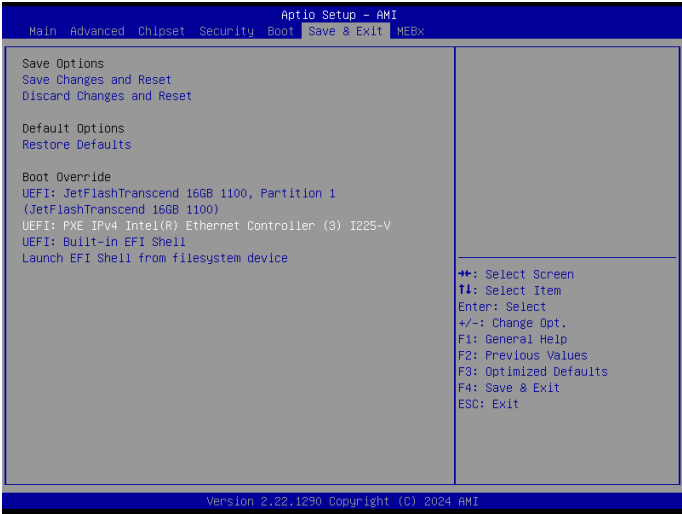 Aptio Setup - AMI
Main Advanced Chipset Security Boot Save & Exit MEBx
Save Options
Save Changes and Reset
Discard Changes and Reset
Default Options
Restore Defaults
Boot Override
UEFI: JetFlashTranscend 16GB 1100, Partition 1
(JetFlashTranscend 16GB 1100)
UEFI: PXE IPv4 Intel(R) Ethernet Controller (3) I225-V
UEFI: Built-in EFI Shell
Launch EFI Shell from filesystem device
→←: Select Screen
↑↓: Select Item
Enter: Select
+/-: Change Opt.
F1: General Help
F2: Previous Values
F3: Optimized Defaults
F4: Save & Exit
ESC: Exit
Version 2.22.1290 Copyright (C) 2024 AMI